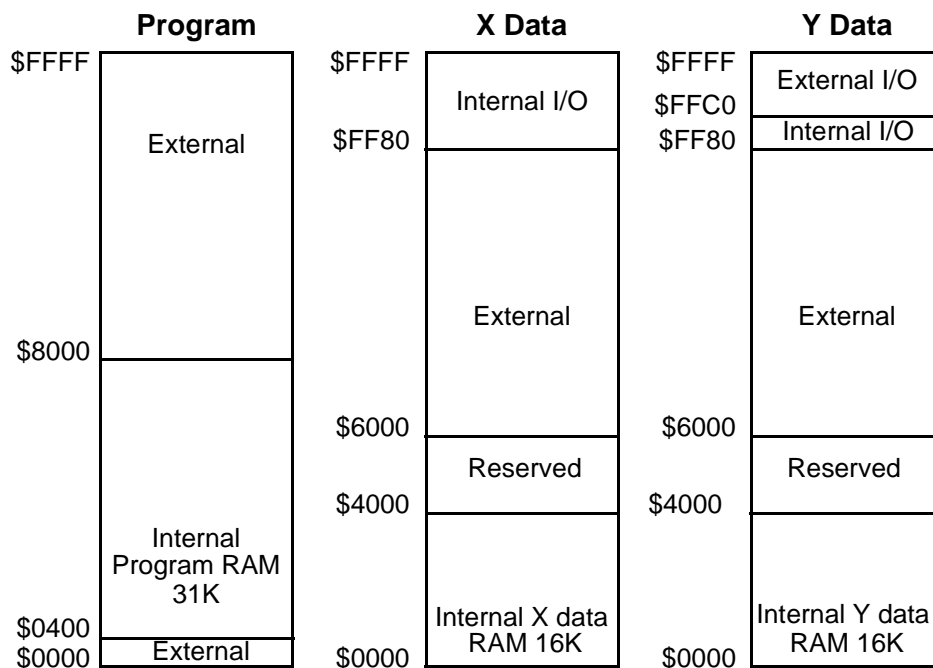 Program
$FFFF
External
$8000
Internal
Program RAM
31K
$0400
External
$0000
X Data
$FFFF
Internal I/O
$FF80
External
$6000
Reserved
$4000
Internal X data
RAM 16K
$0000
Y Data
$FFFF
External I/O
$FFC0
Internal I/O
$FF80
External
$6000
Reserved
$4000
Internal Y data
RAM 16K
$0000